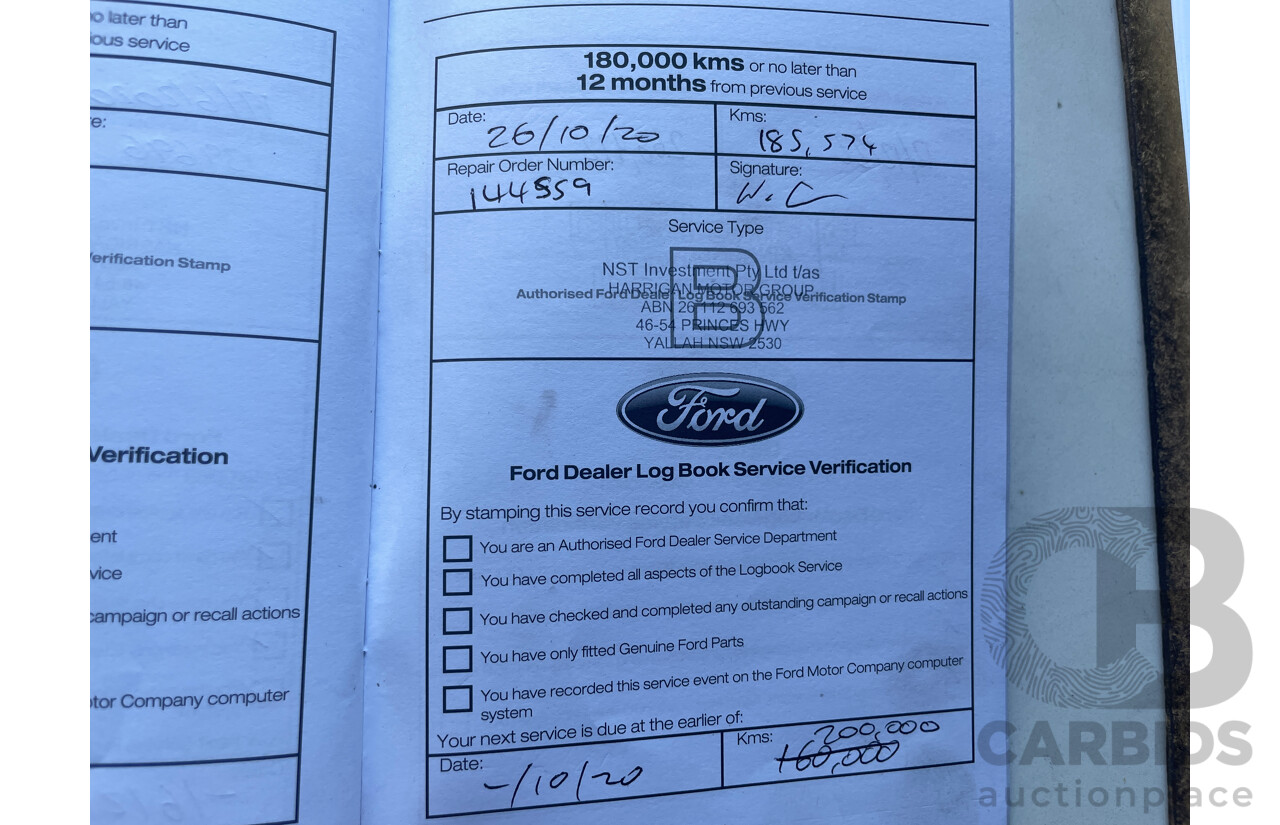 no later than
ious service
e:
erification Stamp
Verification
ent
vice
campaign or recall actions
otor Company computer
180,000 kms or no later than
12 months from previous service
Date: 26/10/20
Kms: 185,574
Repair Order Number: 144559
Signature: W.C
Service Type
B
NST Investment Pty Ltd t/as
HARRIGAN MOTOR GROUP
Authorised Ford Dealer Log Book Service Verification Stamp
ABN 26 112 693 562
46-54 PRINCES HWY
YALLAH NSW 2530
Ford
Ford Dealer Log Book Service Verification
By stamping this service record you confirm that:
You are an Authorised Ford Dealer Service Department
You have completed all aspects of the Logbook Service
You have checked and completed any outstanding campaign or recall actions
You have only fitted Genuine Ford Parts
You have recorded this service event on the Ford Motor Company computer
system
Your next service is due at the earlier of:
Date: -/10/20
Kms: 200,000
160,000
CB
CARBIDS
auctionplace